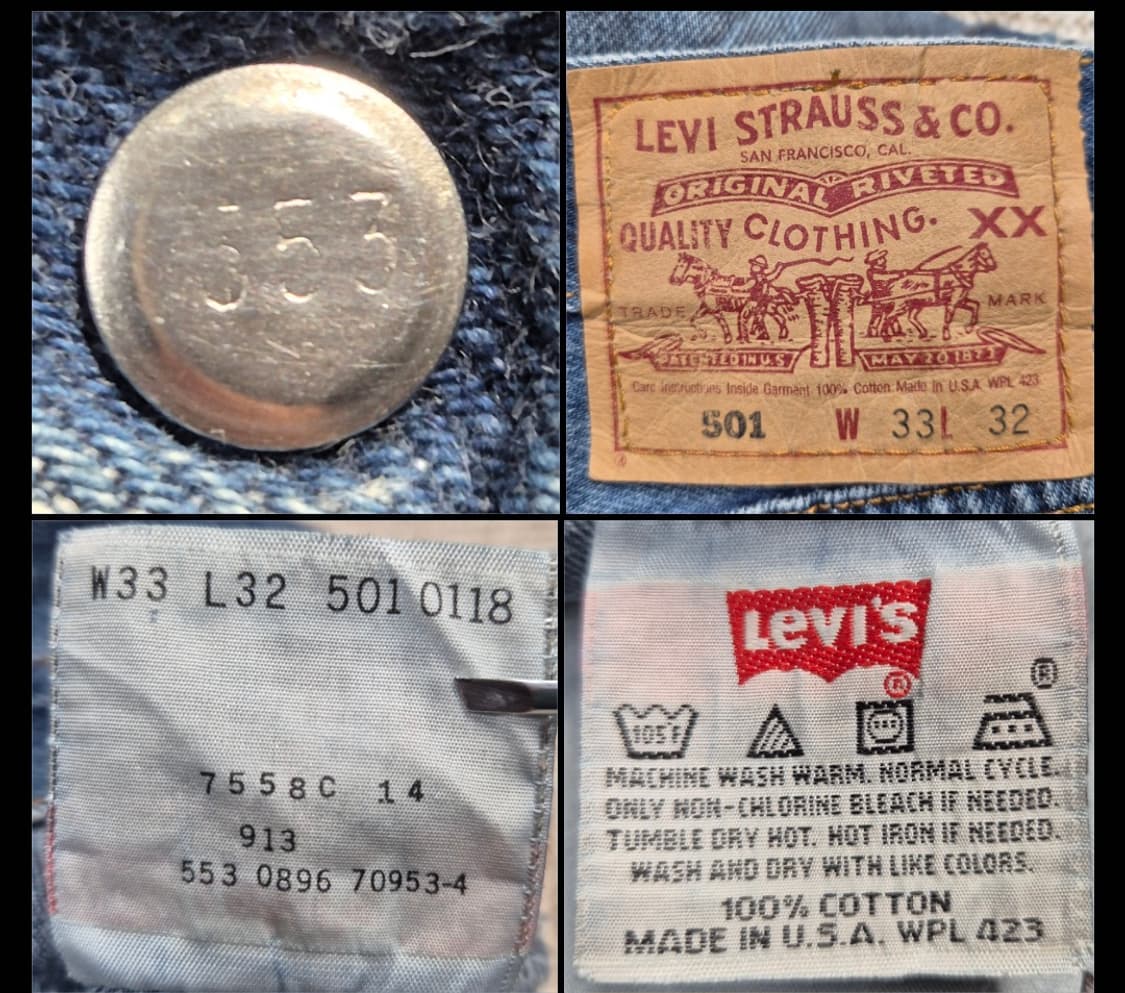 553
LEVI STRAUSS & CO.
SAN FRANCISCO, CAL.
ORIGINAL RIVETED
QUALITY CLOTHING. XX
TRADE MARK
PATENTED IN U.S. MAY 20 1873
Care Instructions Inside Garment 100% Cotton Made in U.S.A. WPL 423
501 W 33 L 32
®
W33 L32 501 0118
7558C 14
913
553 0896 70953-4
LEVI'S
®
®
105F
MACHINE WASH WARM. NORMAL CYCLE.
ONLY NON-CHLORINE BLEACH IF NEEDED.
TUMBLE DRY HOT. HOT IRON IF NEEDED.
WASH AND DRY WITH LIKE COLORS.
100% COTTON
MADE IN U.S.A. WPL 423